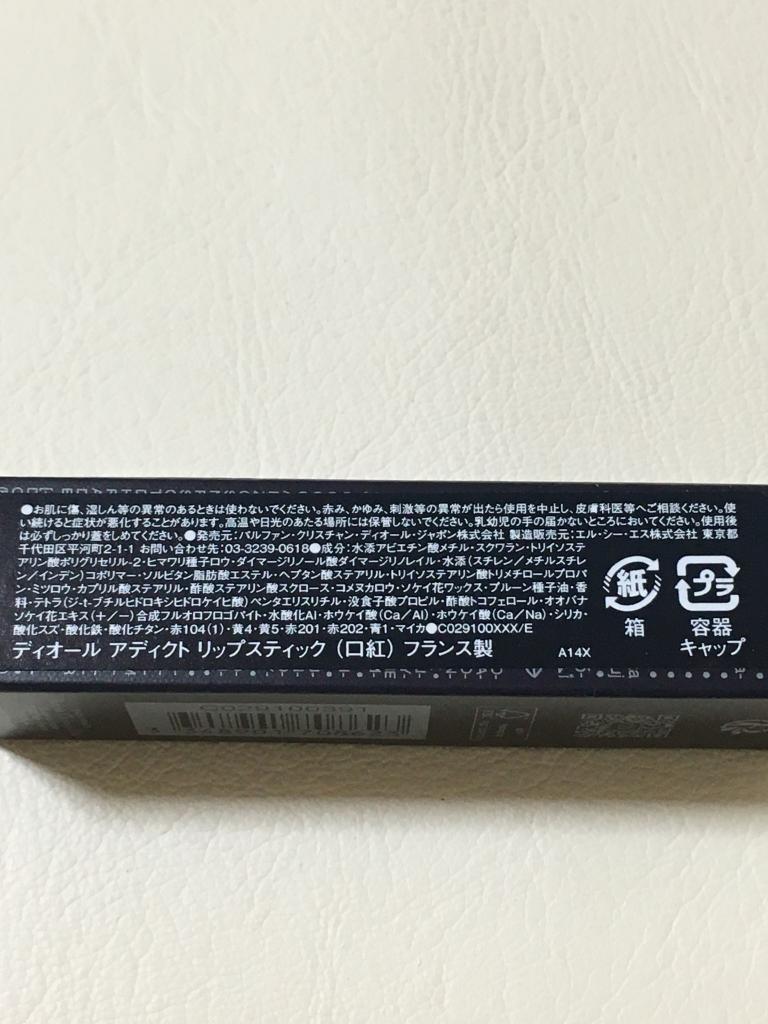 ●お肌に傷、湿しん等の異常のあるときは使わないでください。赤み、かゆみ、刺激等の異常が出たら使用を中止し、皮膚科医等へご相談ください。使
い続けると症状が悪化することがあります。高温や日光のあたる場所には保管しないでください。乳幼児の手の届かないところにおいてください。使用後
は必ずしっかり蓋をしめてください。●発売元:パルファン・クリスチャン・ディオール・ジャポン株式会社 製造販売元:エル・シー・エス株式会社 東京都
千代田区平河町2-1-1 お問い合わせ先:03-3239-0618●成分:水添アビエチン酸メチル・スクワラン・トリイソステ
アリン酸ポリグリセリル-2・ヒマワリ種子ロウ・ダイマージリノール酸ダイマージリノレイル・水添(スチレン/メチルスチレ
ン/インデン)コポリマー・ソルビタン脂肪酸エステル・ヘプタン酸ステアリル・トリイソステアリン酸トリメチロールプロパ
ン・ミツロウ・カプリル酸ステアリル・酢酸ステアリン酸スクロース・コメヌカロウ・ソケイ花ワックス・プルーン種子油・香
料・テトラ(ジ-t-ブチルヒドロキシヒドロケイヒ酸)ペンタエリスリチル・没食子酸プロピル・酢酸トコフェロール・オオバナ
ソケイ花エキス(+/-)合成フルオロフロゴパイト・水酸化Al・ホウケイ酸(Ca/Al)・ホウケイ酸(Ca/Na)・シリカ・
酸化スズ・酸化鉄・酸化チタン・赤104(1)・黄4・黄5・赤201・赤202・青1・マイカ●C029100XXX/E
ディオール アディクト リップスティック (口紅) フランス製
A14X
紙
箱
プラ
容器
キャップ
C029100391